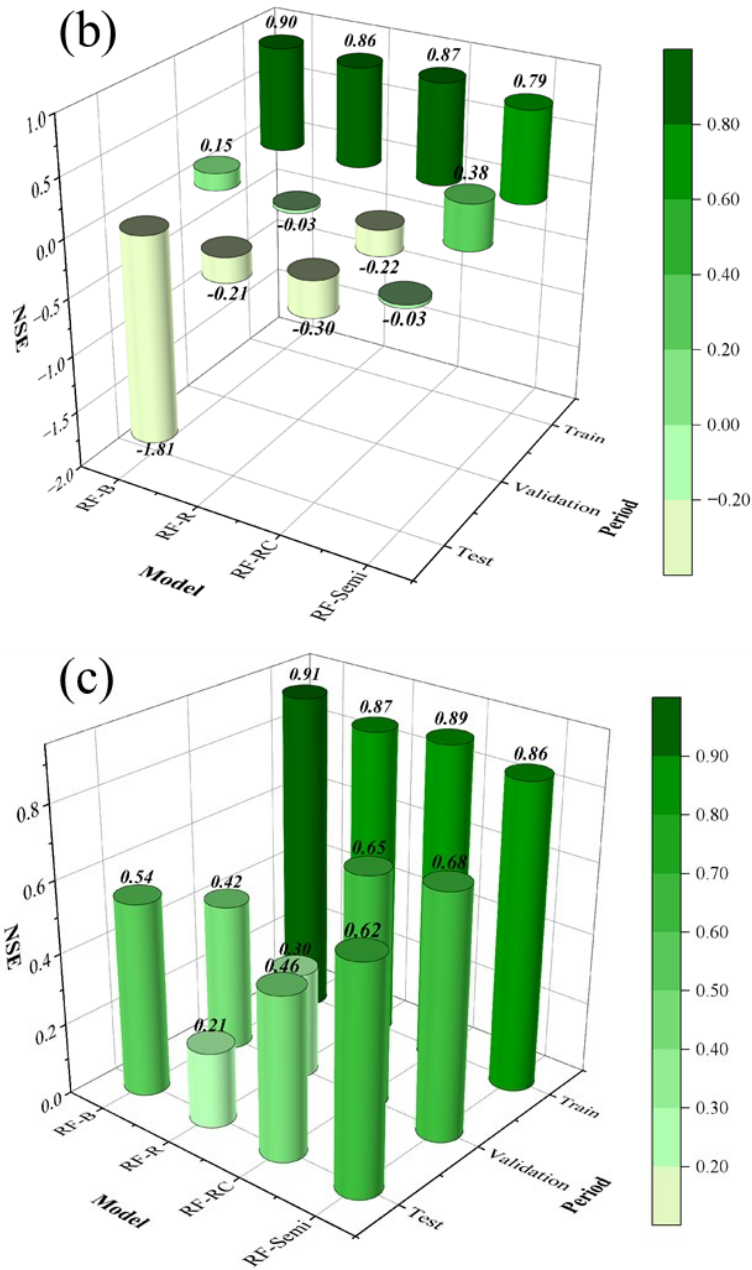 (b)
0.90
0.86
0.87
0.79
0.15
-0.03
-0.22
0.38
-1.81
-0.21
-0.30
-0.03
1.0
0.5
0.0
−0.5
−1.0
−1.5
−2.0
NSE
RF-B
RF-R
RF-RC
RF-Semi
Model
Train
Validation
Test
Period
0.80
0.60
0.40
0.20
0.00
−0.20
(c)
0.91
0.87
0.89
0.86
0.42
0.30
0.65
0.68
0.54
0.21
0.46
0.62
0.8
0.6
0.4
0.2
0.0
NSE
RF-B
RF-R
RF-RC
RF-Semi
Model
Train
Validation
Test
Period
0.90
0.80
0.70
0.60
0.50
0.40
0.30
0.20